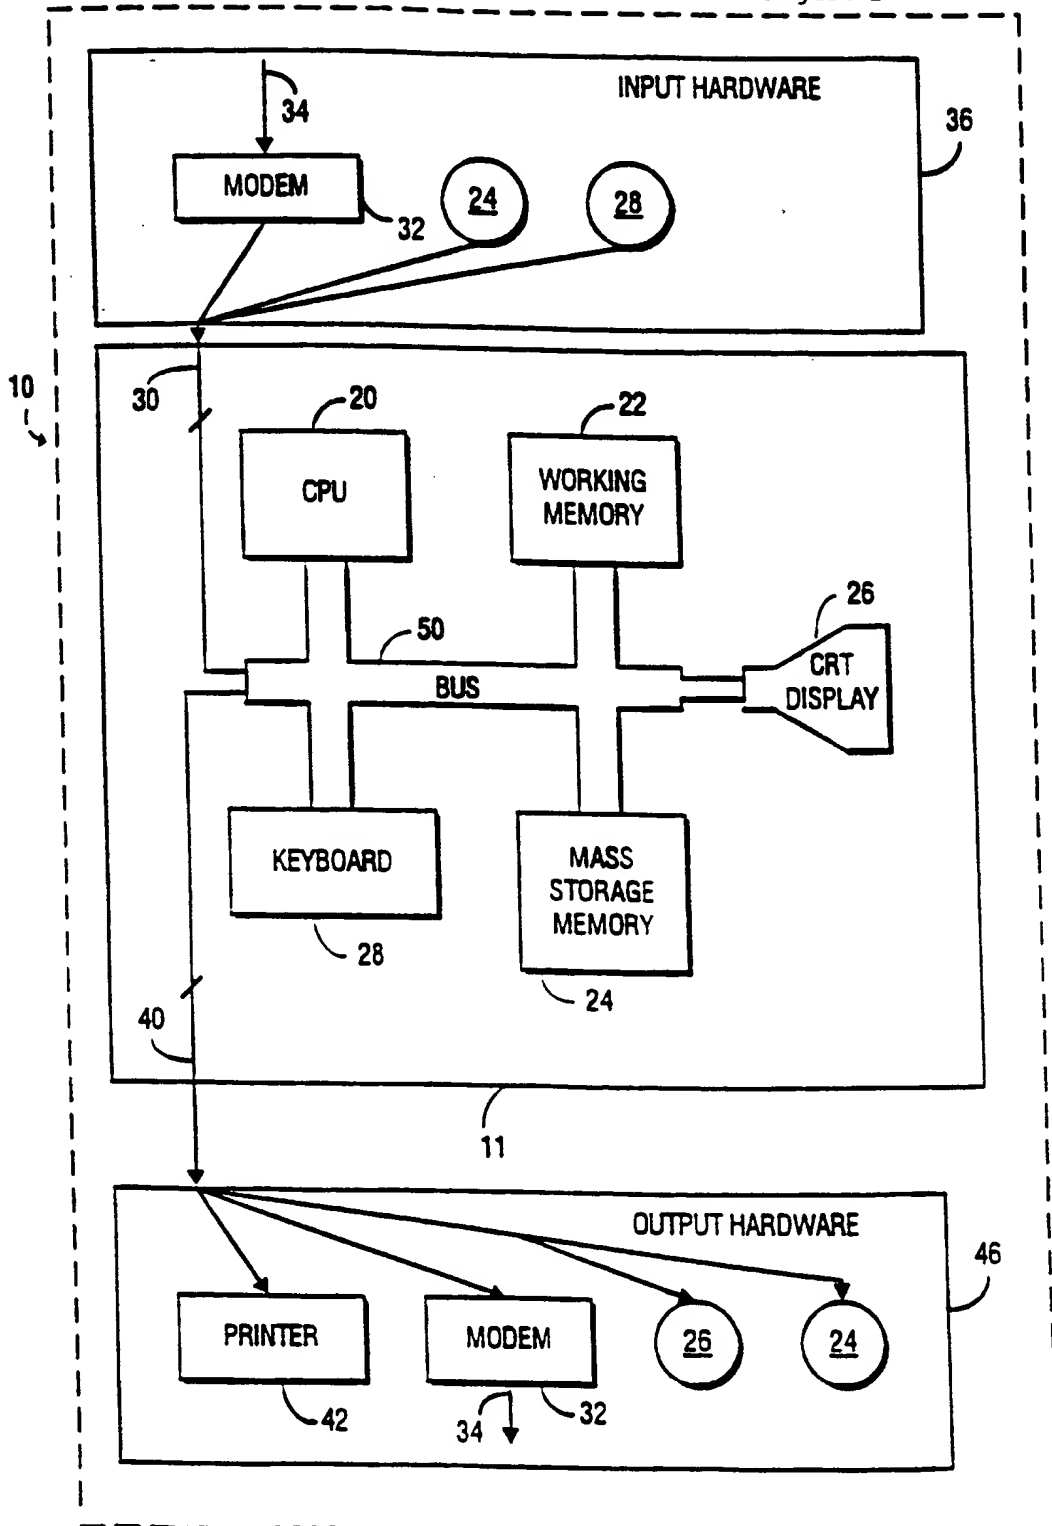 INPUT HARDWARE
34
36
MODEM
24
28
32
10
30
20
22
CPU
WORKING
MEMORY
26
50
CRT
DISPLAY
BUS
KEYBOARD
MASS
STORAGE
MEMORY
28
24
40
11
OUTPUT HARDWARE
46
PRINTER
MODEM
26
24
42
34
32